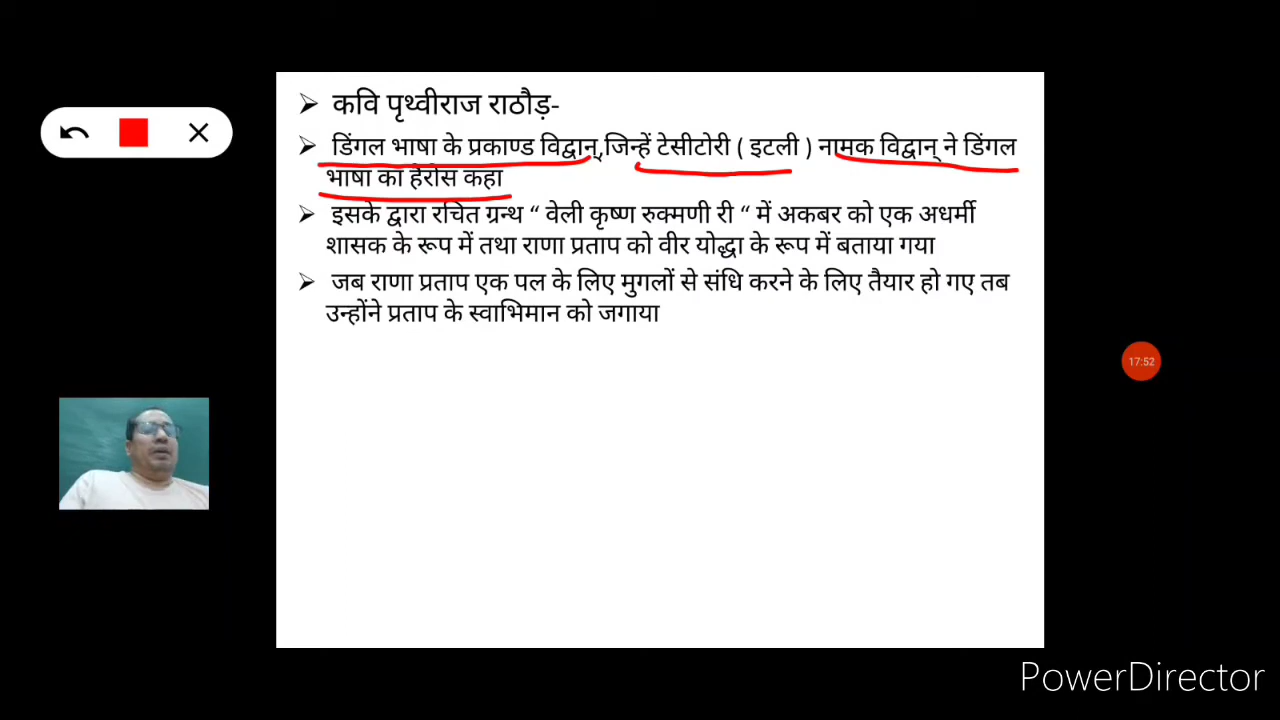 ➢ कवि पृथ्वीराज राठौड़-
➢ डिंगल भाषा के प्रकाण्ड विद्वान्,जिन्हें टेसीटोरी ( इटली ) नामक विद्वान् ने डिंगल
भाषा का हेरोस कहा
➢ इसके द्वारा रचित ग्रन्थ “ वेली कृष्ण रुक्मणी री “ में अकबर को एक अधर्मी
शासक के रूप में तथा राणा प्रताप को वीर योद्धा के रूप में बताया गया
➢ जब राणा प्रताप एक पल के लिए मुगलों से संधि करने के लिए तैयार हो गए तब
उन्होंने प्रताप के स्वाभिमान को जगाया
17:52
PowerDirector